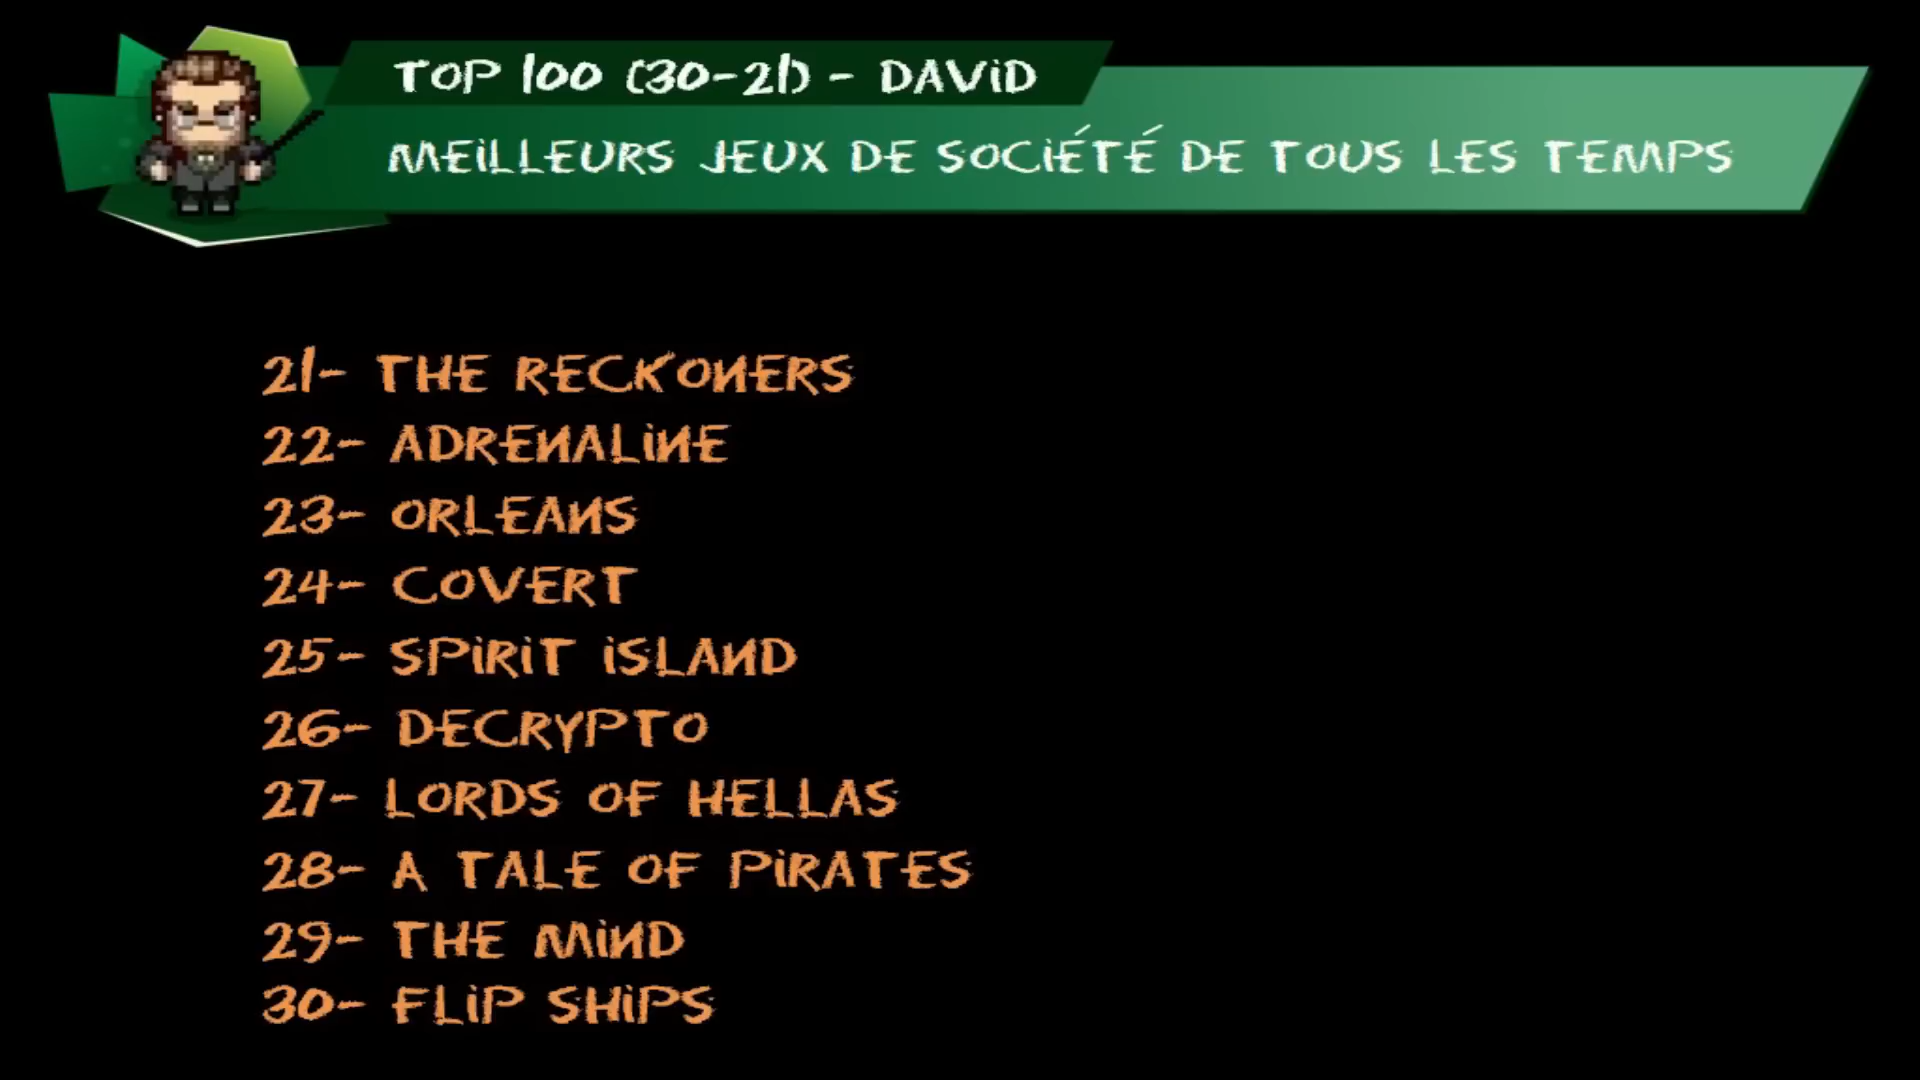 TOP 100 (30-21) - DAViD
MEiLLEURS JEUX DE SOCiÉTÉ DE TOUS LES TEMPS
21- THE RECKONERS
22- ADRENALiNE
23- ORLEANS
24- COVERT
25- SPiRiT iSLAND
26- DECRYPTO
27- LORDS OF HELLAS
28- A TALE OF PiRATES
29- THE MiND
30- FLiP SHiPS